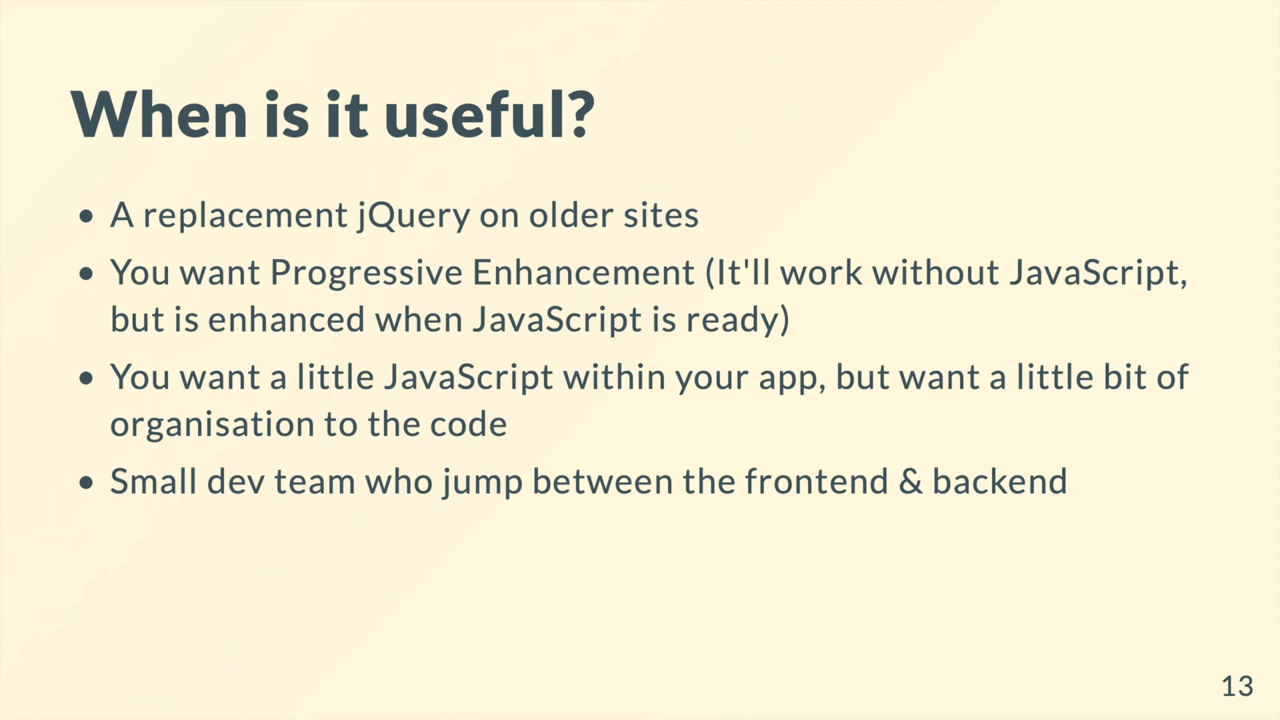 When is it useful?
• A replacement jQuery on older sites
• You want Progressive Enhancement (It'll work without JavaScript,
but is enhanced when JavaScript is ready)
• You want a little JavaScript within your app, but want a little bit of
organisation to the code
• Small dev team who jump between the frontend & backend
13